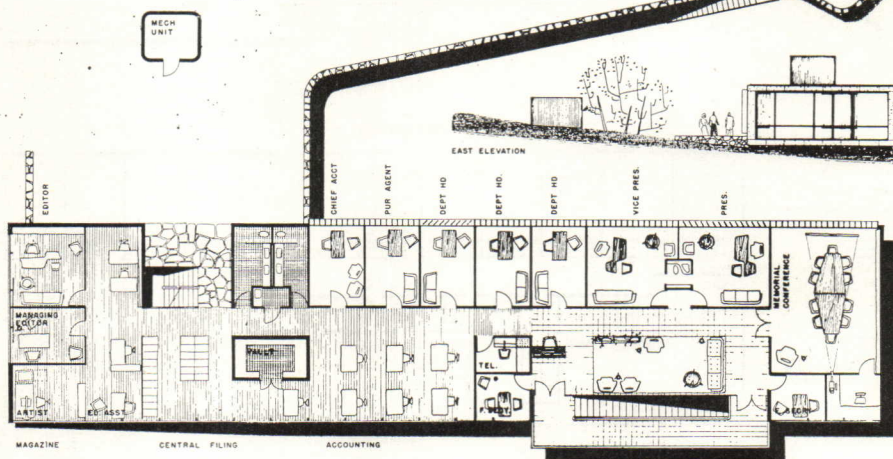 MECH
UNIT
EAST ELEVATION
EDITOR
CHIEF ACCT
PUR AGENT
DEPT HD
DEPT HD.
DEPT HD
VICE PRES.
PRES.
MANAGING
EDITOR
MEMORIAL
CONFERENCE
VAULT
TEL.
ARTIST
ED ASST.
MAGAZINE
CENTRAL FILING
ACCOUNTING